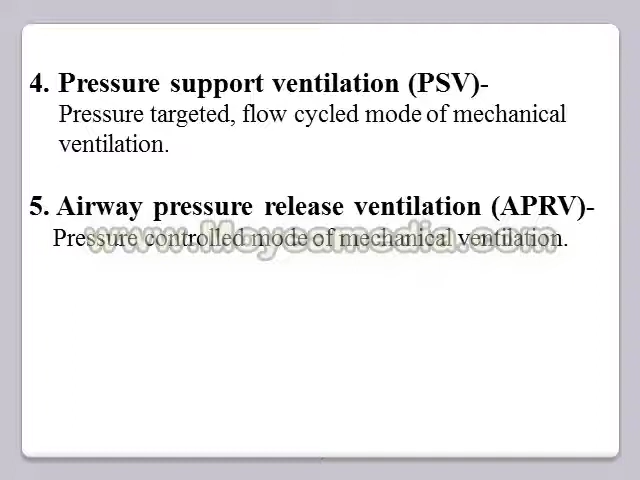 4. Pressure support ventilation (PSV)-
Pressure targeted, flow cycled mode of mechanical
ventilation.
5. Airway pressure release ventilation (APRV)-
Pressure controlled mode of mechanical ventilation.